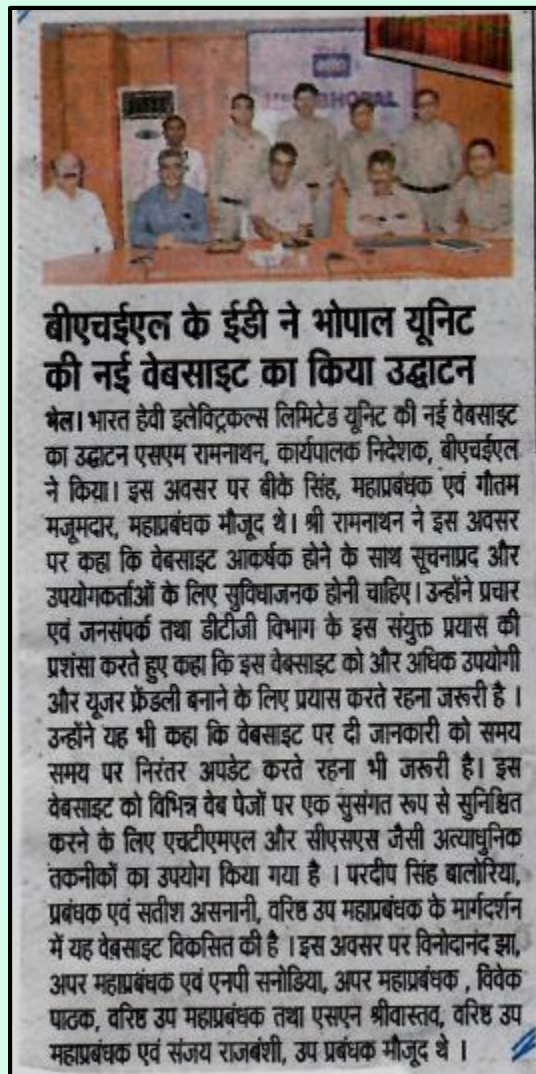 BHOPAL
बीएचईएल के ईडी ने भोपाल यूनिट
की नई वेबसाइट का किया उद्घाटन
भेल। भारत हेवी इलेक्ट्रिकल्स लिमिटेड यूनिट की नई वेबसाइट
का उद्घाटन एसएम रामनाथन, कार्यपालक निदेशक, बीएचईएल
ने किया। इस अवसर पर बीके सिंह, महाप्रबंधक एवं गौतम
मजूमदार, महाप्रबंधक मौजूद थे। श्री रामनाथन ने इस अवसर
पर कहा कि वेबसाइट आकर्षक होने के साथ सूचनाप्रद और
उपयोगकर्ताओं के लिए सुविधाजनक होनी चाहिए। उन्होंने प्रचार
एवं जनसंपर्क तथा डीटीजी विभाग के इस संयुक्त प्रयास की
प्रशंसा करते हुए कहा कि इस वेबसाइट को और अधिक उपयोगी
और यूजर फ्रेंडली बनाने के लिए प्रयास करते रहना जरूरी है ।
उन्होंने यह भी कहा कि वेबसाइट पर दी जानकारी को समय
समय पर निरंतर अपडेट करते रहना भी जरूरी है। इस
वेबसाइट को विभिन्न वेब पेजों पर एक सुसंगत रूप से सुनिश्चित
करने के लिए एचटीएमएल और सीएसएस जैसी अत्याधुनिक
तकनीकों का उपयोग किया गया है । परदीप सिंह बालोरिया,
प्रबंधक एवं सतीश असनानी, वरिष्ठ उप महाप्रबंधक के मार्गदर्शन
में यह वेबसाइट विकसित की है । इस अवसर पर विनोदानंद झा,
अपर महाप्रबंधक एवं एनपी सनोडिया, अपर महाप्रबंधक , विवेक
पाठक, वरिष्ठ उप महाप्रबंधक तथा एसएन श्रीवास्तव, वरिष्ठ उप
महाप्रबंधक एवं संजय राजबंशी, उप प्रबंधक मौजूद थे ।